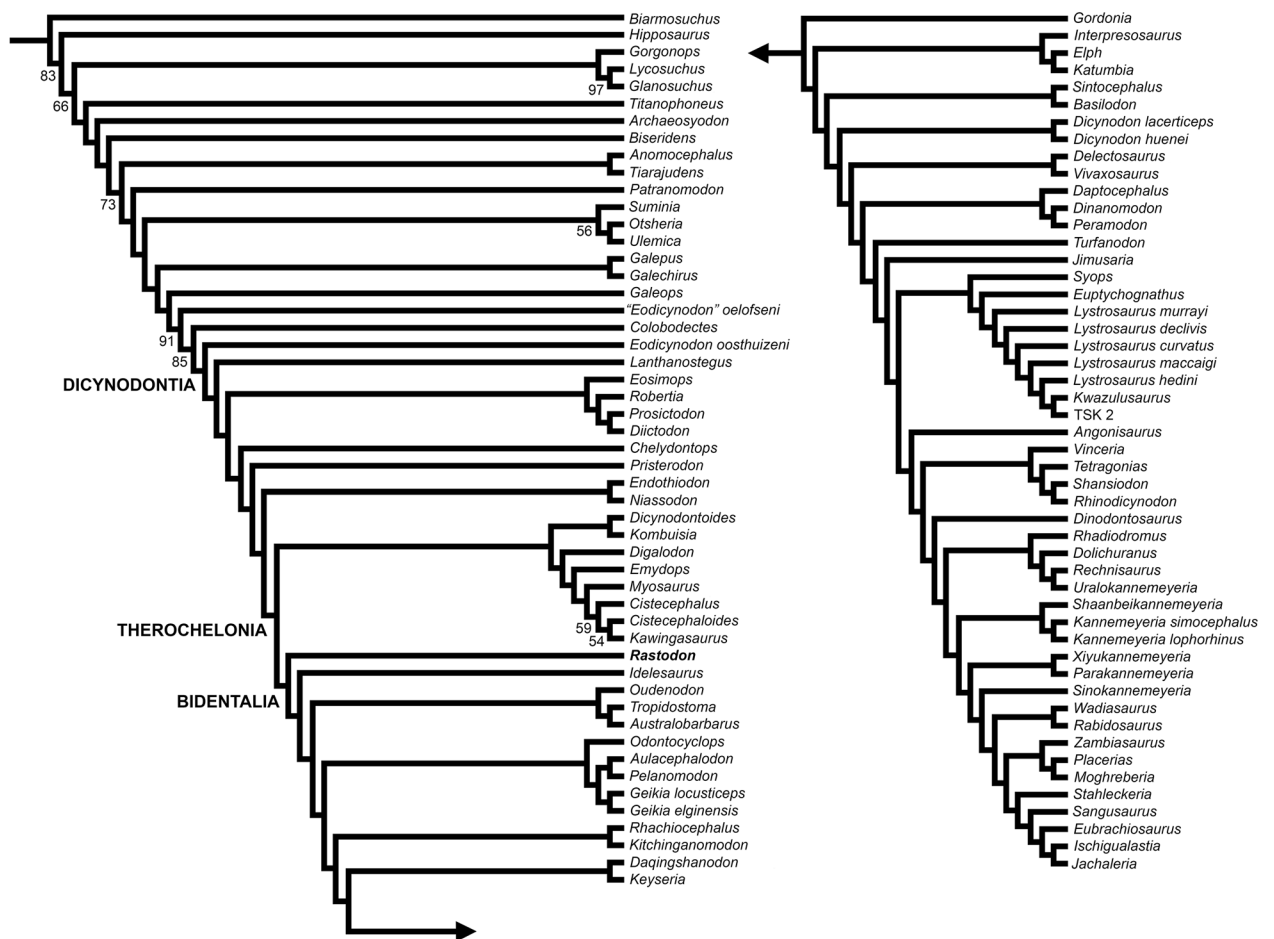 Biarmosuchus
Hipposaurus
Gorgonops
83
Lycosuchus
97
Glanosuchus
66
Titanophoneus
Archaeosyodon
Biseridens
Anomocephalus
Tiarajudens
73
Patranomodon
Suminia
56
Otsheria
Ulemica
Galepus
Galechirus
Galeops
"Eodicynodon" oelofseni
91
Colobodectes
Eodicynodon oosthuizeni
85
Lanthanostegus
DICYNODONTIA
Eosimops
Robertia
Prosictodon
Diictodon
Chelydontops
Pristerodon
Endothiodon
Niassodon
Dicynodontoides
Kombuisia
Digalodon
Emydops
Myosaurus
Cistecephalus
THEROCHELONIA
59
Cistecephaloides
54
Kawingasaurus
Rastodon
Idelesaurus
BIDENTALIA
Oudenodon
Tropidostoma
Australobarbarus
Odontocyclops
Aulacephalodon
Pelanomodon
Geikia locusticeps
Geikia elginensis
Rhachiocephalus
Kitchinganomodon
Daqingshanodon
Keyseria
Gordonia
Interpresosaurus
Elph
Katumbia
Sintocephalus
Basilodon
Dicynodon lacerticeps
Dicynodon huenei
Delectosaurus
Vivaxosaurus
Daptocephalus
Dinanomodon
Peramodon
Turfanodon
Jimusaria
Syops
Euptychognathus
Lystrosaurus murrayi
Lystrosaurus declivis
Lystrosaurus curvatus
Lystrosaurus maccaigi
Lystrosaurus hedini
Kwazulusaurus
TSK 2
Angonisaurus
Vinceria
Tetragonias
Shansiodon
Rhinodicynodon
Dinodontosaurus
Rhadiodromus
Dolichuranus
Rechnisaurus
Uralokannemeyeria
Shaanbeikannemeyeria
Kannemeyeria simocephalus
Kannemeyeria lophorhinus
Xiyukannemeyeria
Parakannemeyeria
Sinokannemeyeria
Wadiasaurus
Rabidosaurus
Zambiasaurus
Placerias
Moghreberia
Stahleckeria
Sangusaurus
Eubrachiosaurus
Ischigualastia
Jachaleria